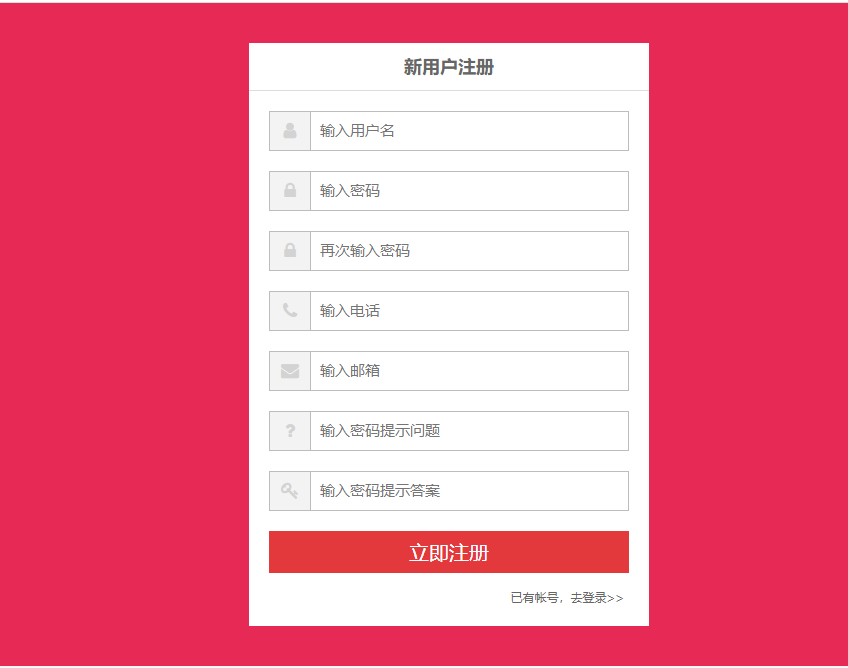 新用户注册
输入用户名
输入密码
再次输入密码
输入电话
输入邮箱
输入密码提示问题
输入密码提示答案
立即注册
已有帐号，去登录>>